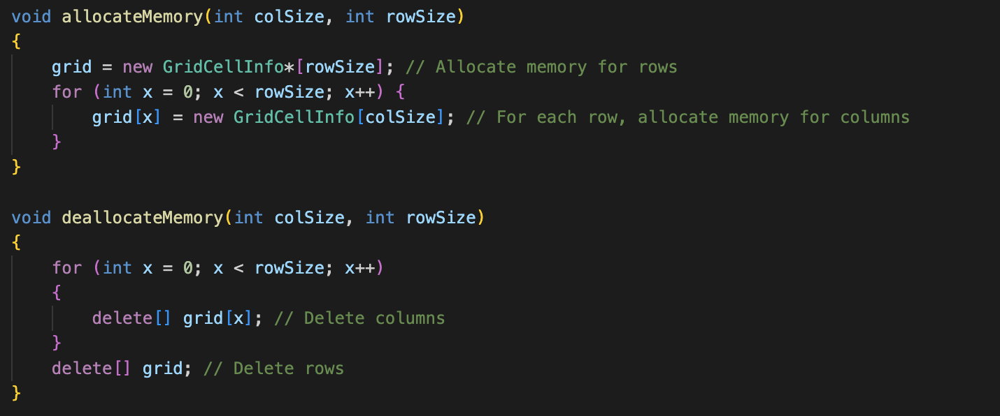 void allocateMemory(int colSize, int rowSize)
{
    grid = new GridCellInfo*[rowSize]; // Allocate memory for rows
    for (int x = 0; x < rowSize; x++) {
        grid[x] = new GridCellInfo[colSize]; // For each row, allocate memory for columns
    }
}

void deallocateMemory(int colSize, int rowSize)
{
    for (int x = 0; x < rowSize; x++)
    {
        delete[] grid[x]; // Delete columns
    }
    delete[] grid; // Delete rows
}